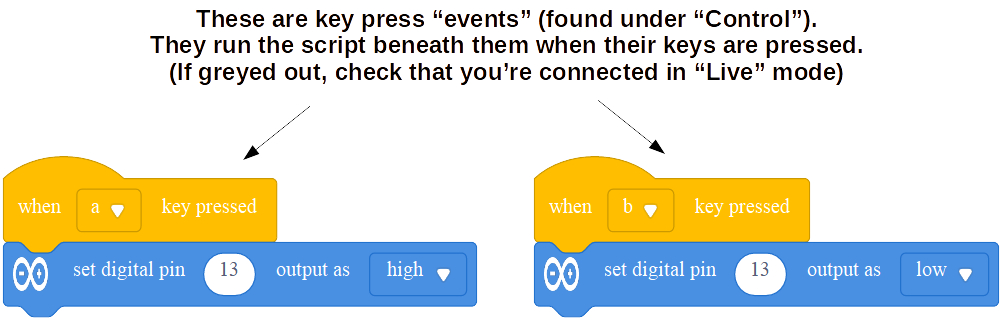 These are key press “events” (found under “Control”).
They run the script beneath them when their keys are pressed.
(If greyed out, check that you’re connected in “Live” mode)
when a key pressed
set digital pin 13 output as high
when b key pressed
set digital pin 13 output as low